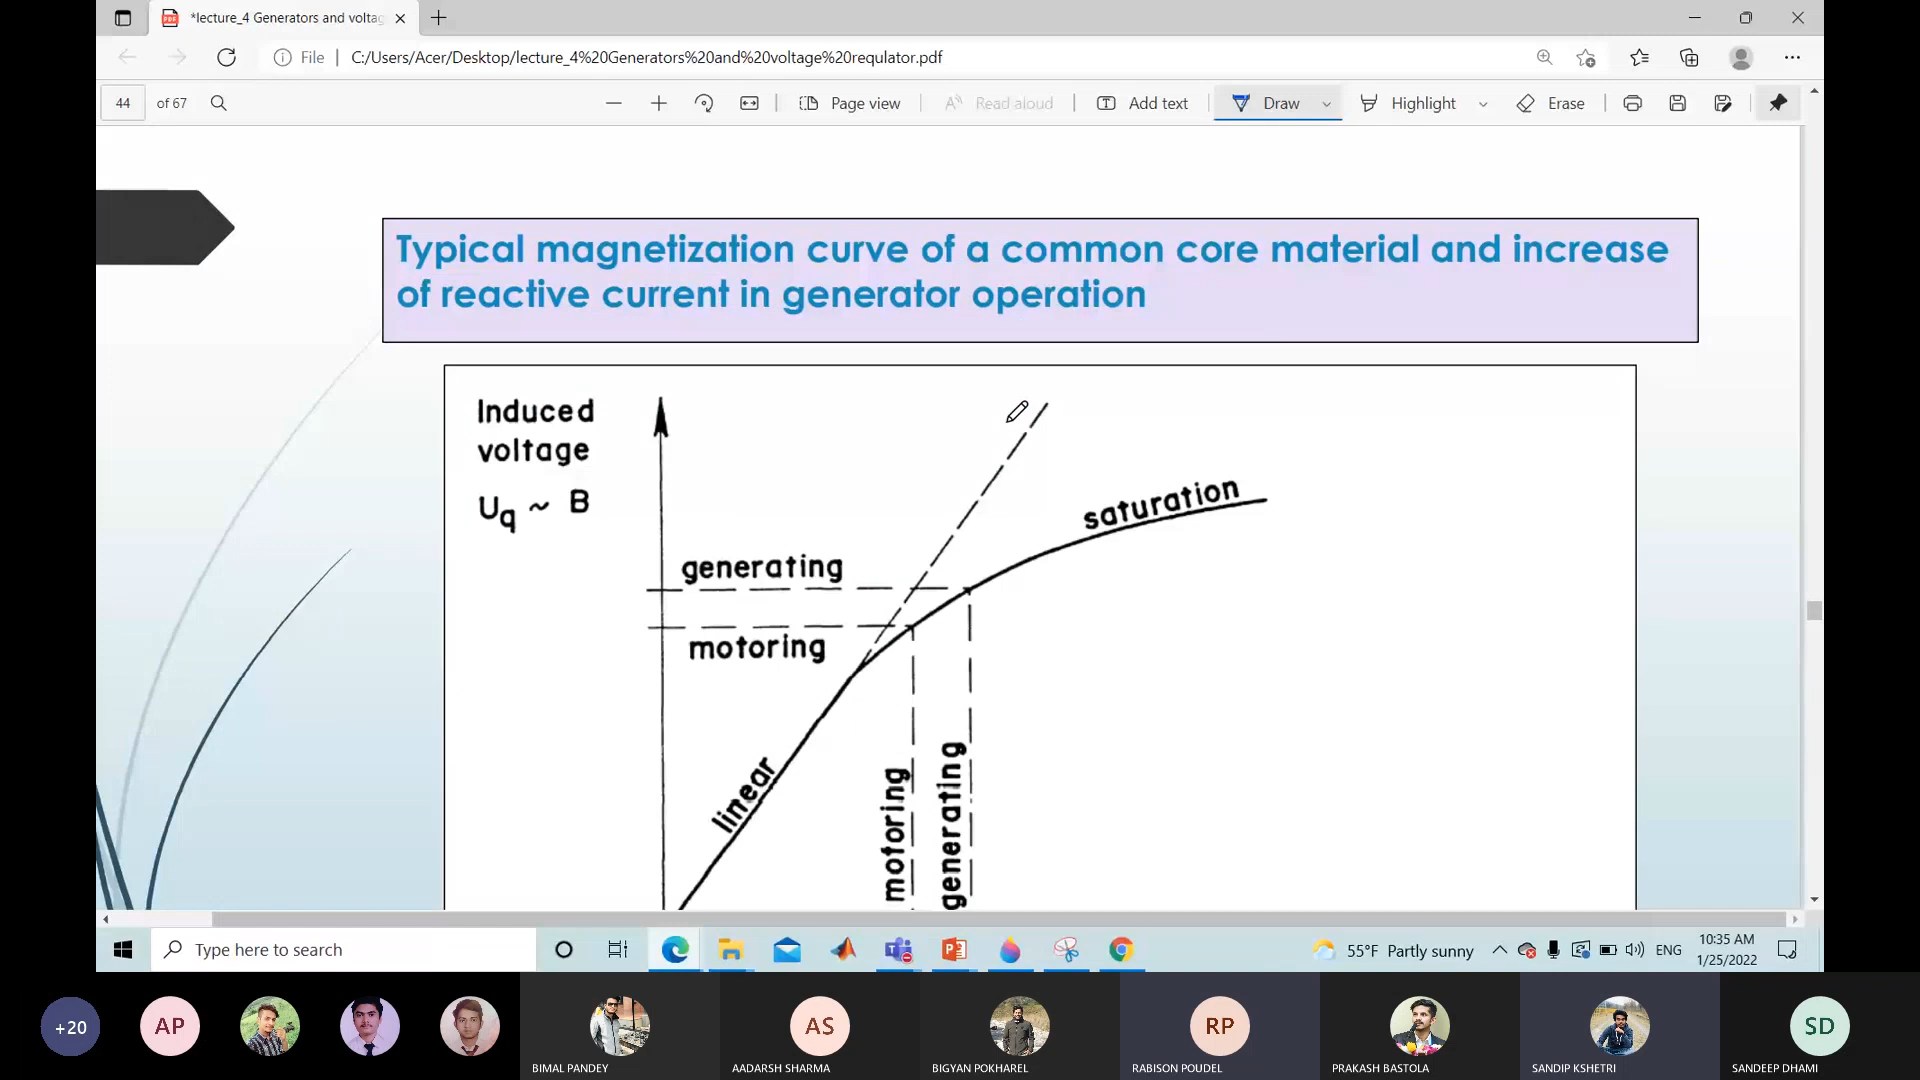 *lecture_4 Generators and volta
File
C:/Users/Acer/Desktop/lecture_4%20Generators%20and%20voltage%20requlator.pdf
44 of 67
Page view
Read aloud
Add text
Draw
Highlight
Erase
Typical magnetization curve of a common core material and increase
of reactive current in generator operation
Induced
voltage
Uq ~ B
saturation
generating
motoring
linear
motoring
generating
Type here to search
55°F Partly sunny
ENG
10:35 AM
1/25/2022
+20
AP
AS
RP
SD
BIMAL PANDEY
AADARSH SHARMA
BIGYAN POKHAREL
RABISON POUDEL
PRAKASH BASTOLA
SANDIP KSHETRI
SANDEEP DHAMI